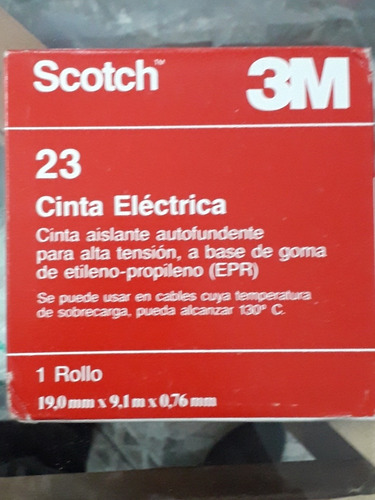 Scotch™ 3M
23
Cinta Eléctrica
Cinta aislante autofundente
para alta tensión, a base de goma
de etileno-propileno (EPR)
Se puede usar en cables cuya temperatura
de sobrecarga, pueda alcanzar 130º C.
1 Rollo
19,0 mm x 9,1 m x 0,76 mm